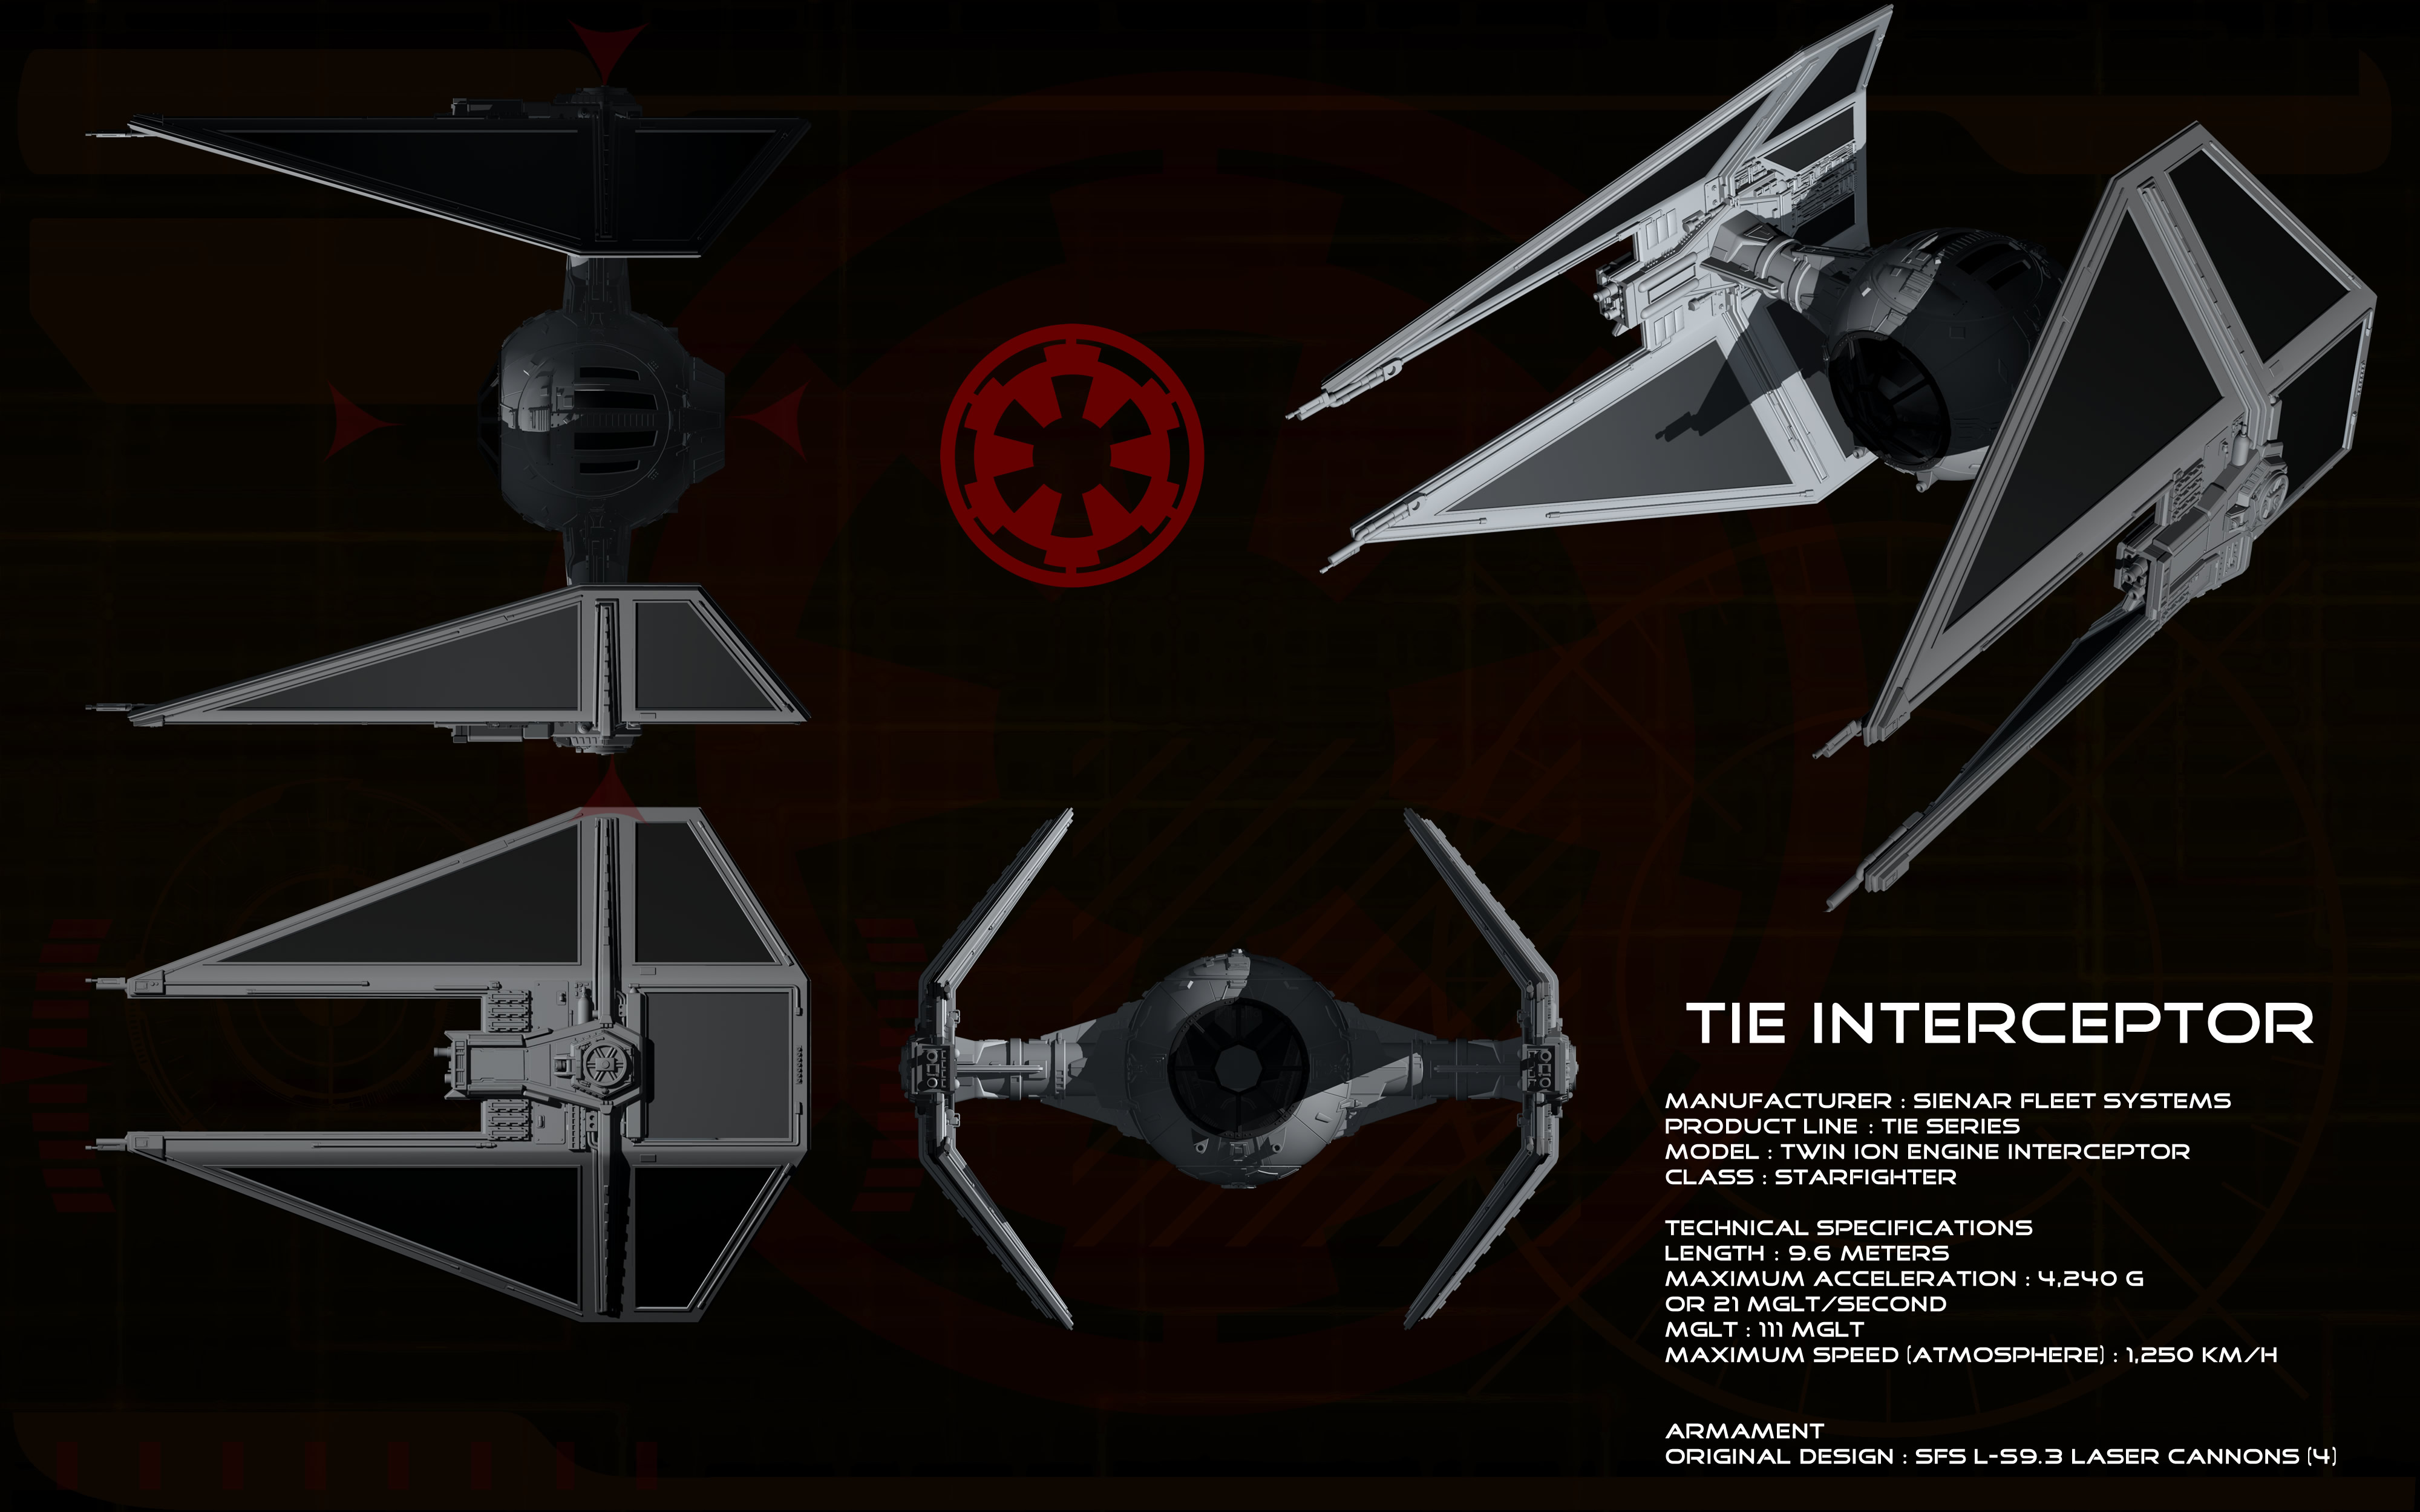 TIE INTERCEPTOR
MANUFACTURER : SIENAR FLEET SYSTEMS
PRODUCT LINE : TIE SERIES
MODEL : TWIN ION ENGINE INTERCEPTOR
CLASS : STARFIGHTER
TECHNICAL SPECIFICATIONS
LENGTH : 9.6 METERS
MAXIMUM ACCELERATION : 4,240 G
OR 21 MGLT/SECOND
MGLT : 111 MGLT
MAXIMUM SPEED (ATMOSPHERE) : 1,250 KM/H
ARMAMENT
ORIGINAL DESIGN : SFS L-S9.3 LASER CANNONS (4)